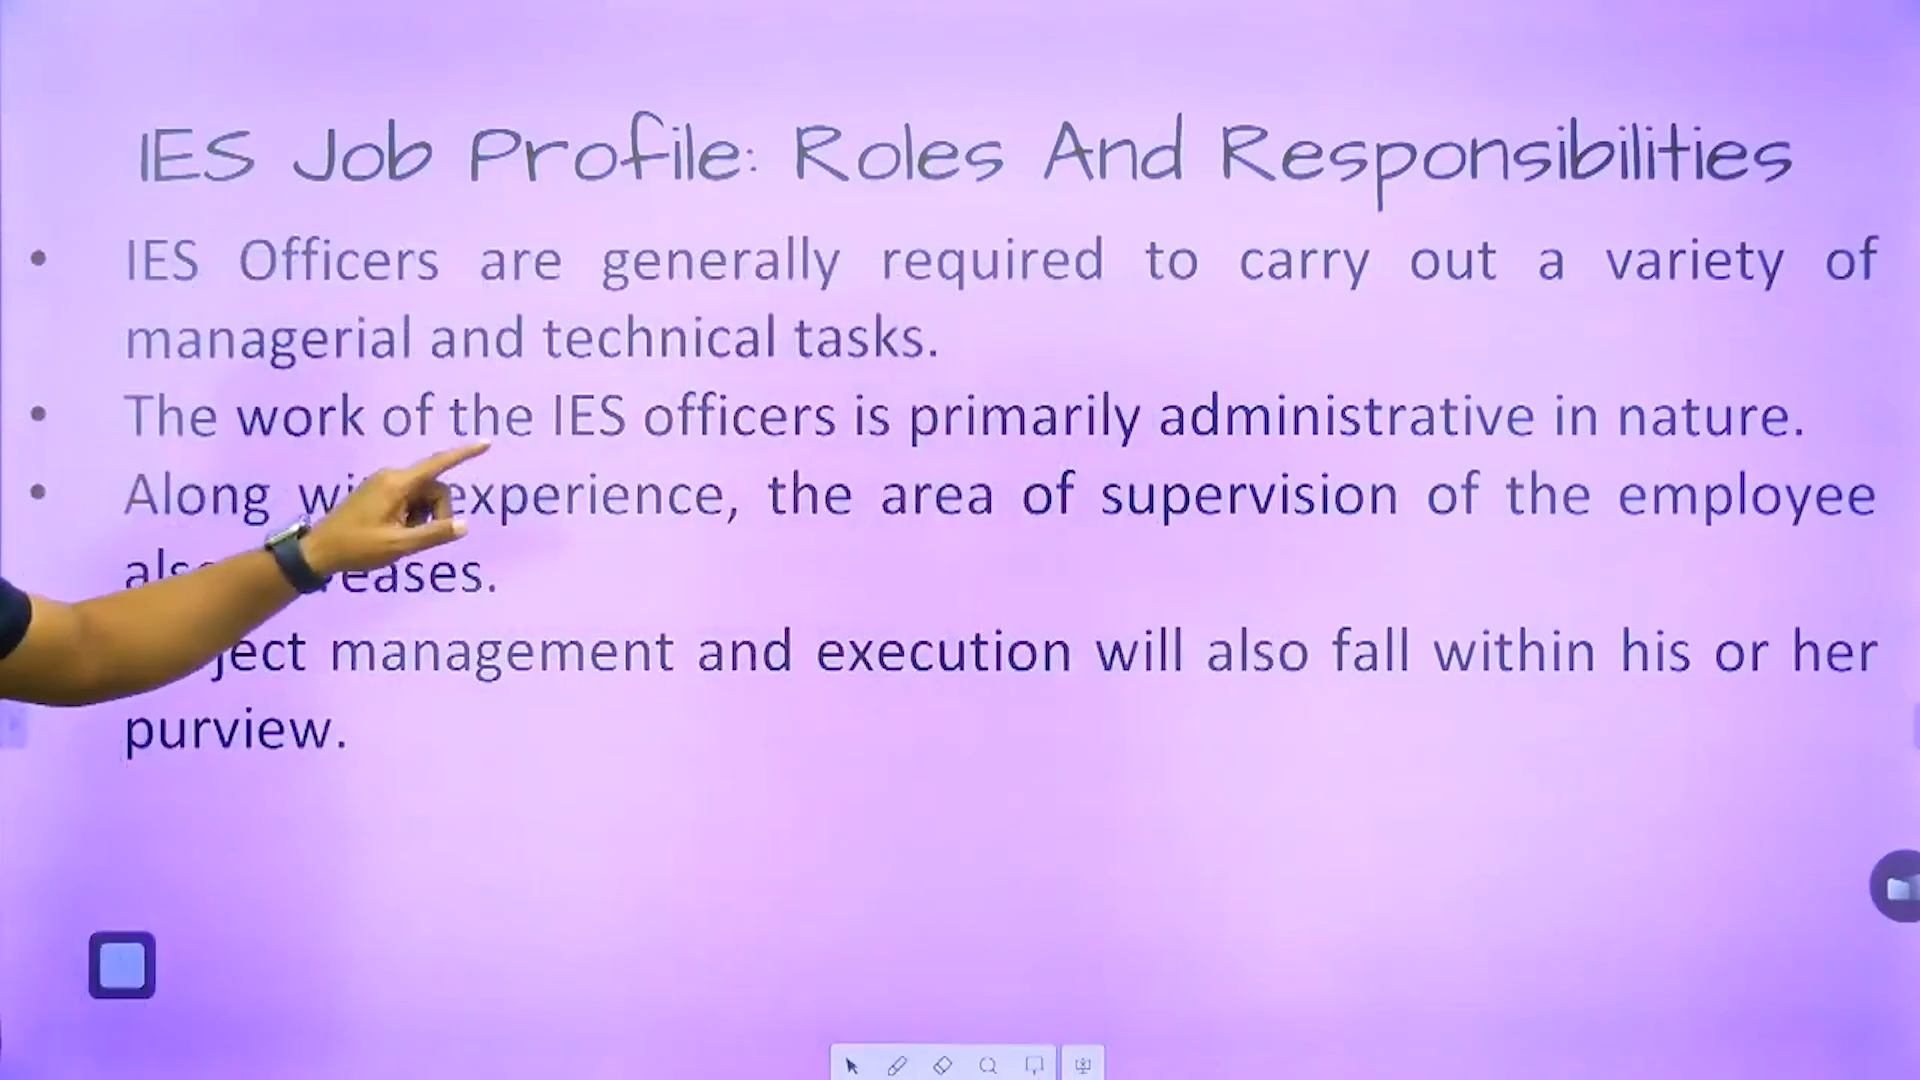 IES Job Profile: Roles And Responsibilities
• IES Officers are generally required to carry out a variety of
managerial and technical tasks.
• The work of the IES officers is primarily administrative in nature.
• Along experience, the area of supervision of the employee
management and execution will also fall within his or her
purview.